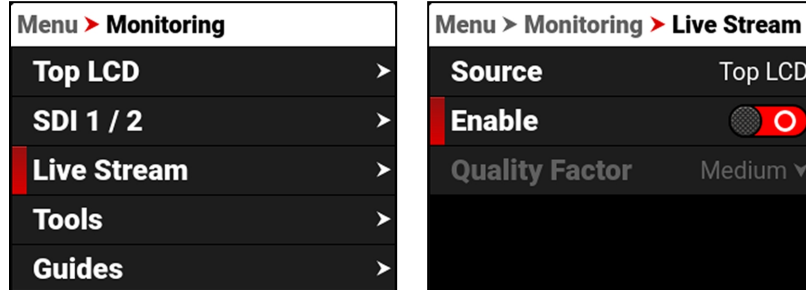 Menu > Monitoring
Top LCD
SDI 1 / 2
Live Stream
Tools
Guides
Menu > Monitoring > Live Stream
Source Top LCD
Enable
Quality Factor Medium